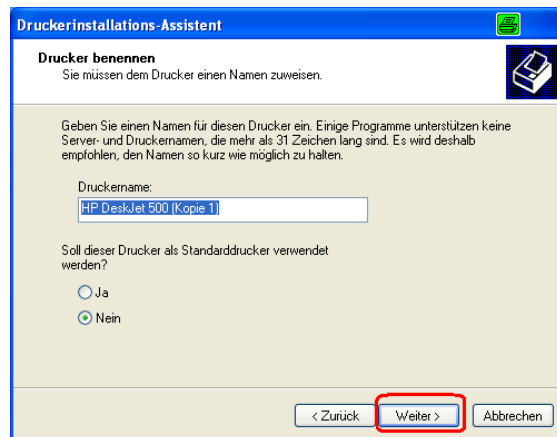 Druckerinstallations-Assistent
Drucker benennen
Sie müssen dem Drucker einen Namen zuweisen.
Geben Sie einen Namen für diesen Drucker ein. Einige Programme unterstützen keine
Server- und Druckernamen, die mehr als 31 Zeichen lang sind. Es wird deshalb
empfohlen, den Namen so kurz wie möglich zu halten.
Druckername:
HP DeskJet 500 (Kopie 1)
Soll dieser Drucker als Standarddrucker verwendet
werden?
Ja
Nein
< Zurück Weiter > Abbrechen